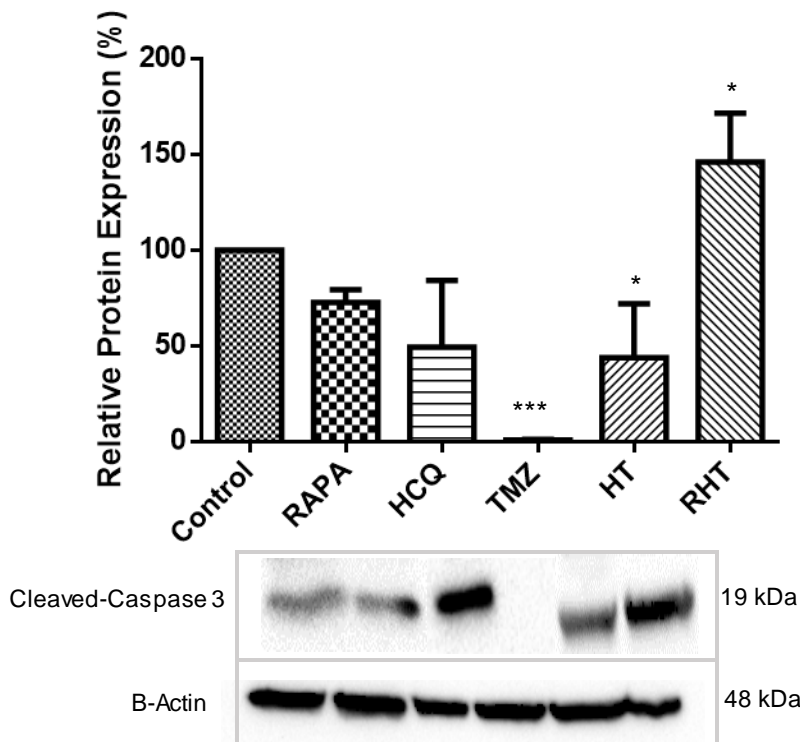 Relative Protein Expression (%)
200
150
100
50
0
*
*
***
Control
RAPA
HCQ
TMZ
HT
RHT
Cleaved-Caspase 3
19 kDa
B-Actin
48 kDa